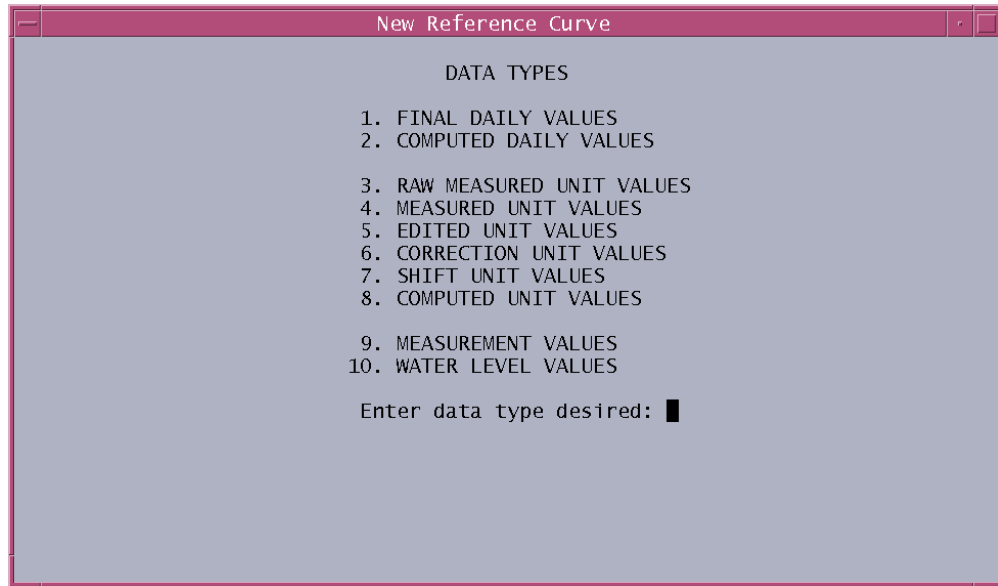 New Reference Curve
DATA TYPES
1. FINAL DAILY VALUES
2. COMPUTED DAILY VALUES
3. RAW MEASURED UNIT VALUES
4. MEASURED UNIT VALUES
5. EDITED UNIT VALUES
6. CORRECTION UNIT VALUES
7. SHIFT UNIT VALUES
8. COMPUTED UNIT VALUES
9. MEASUREMENT VALUES
10. WATER LEVEL VALUES
Enter data type desired: